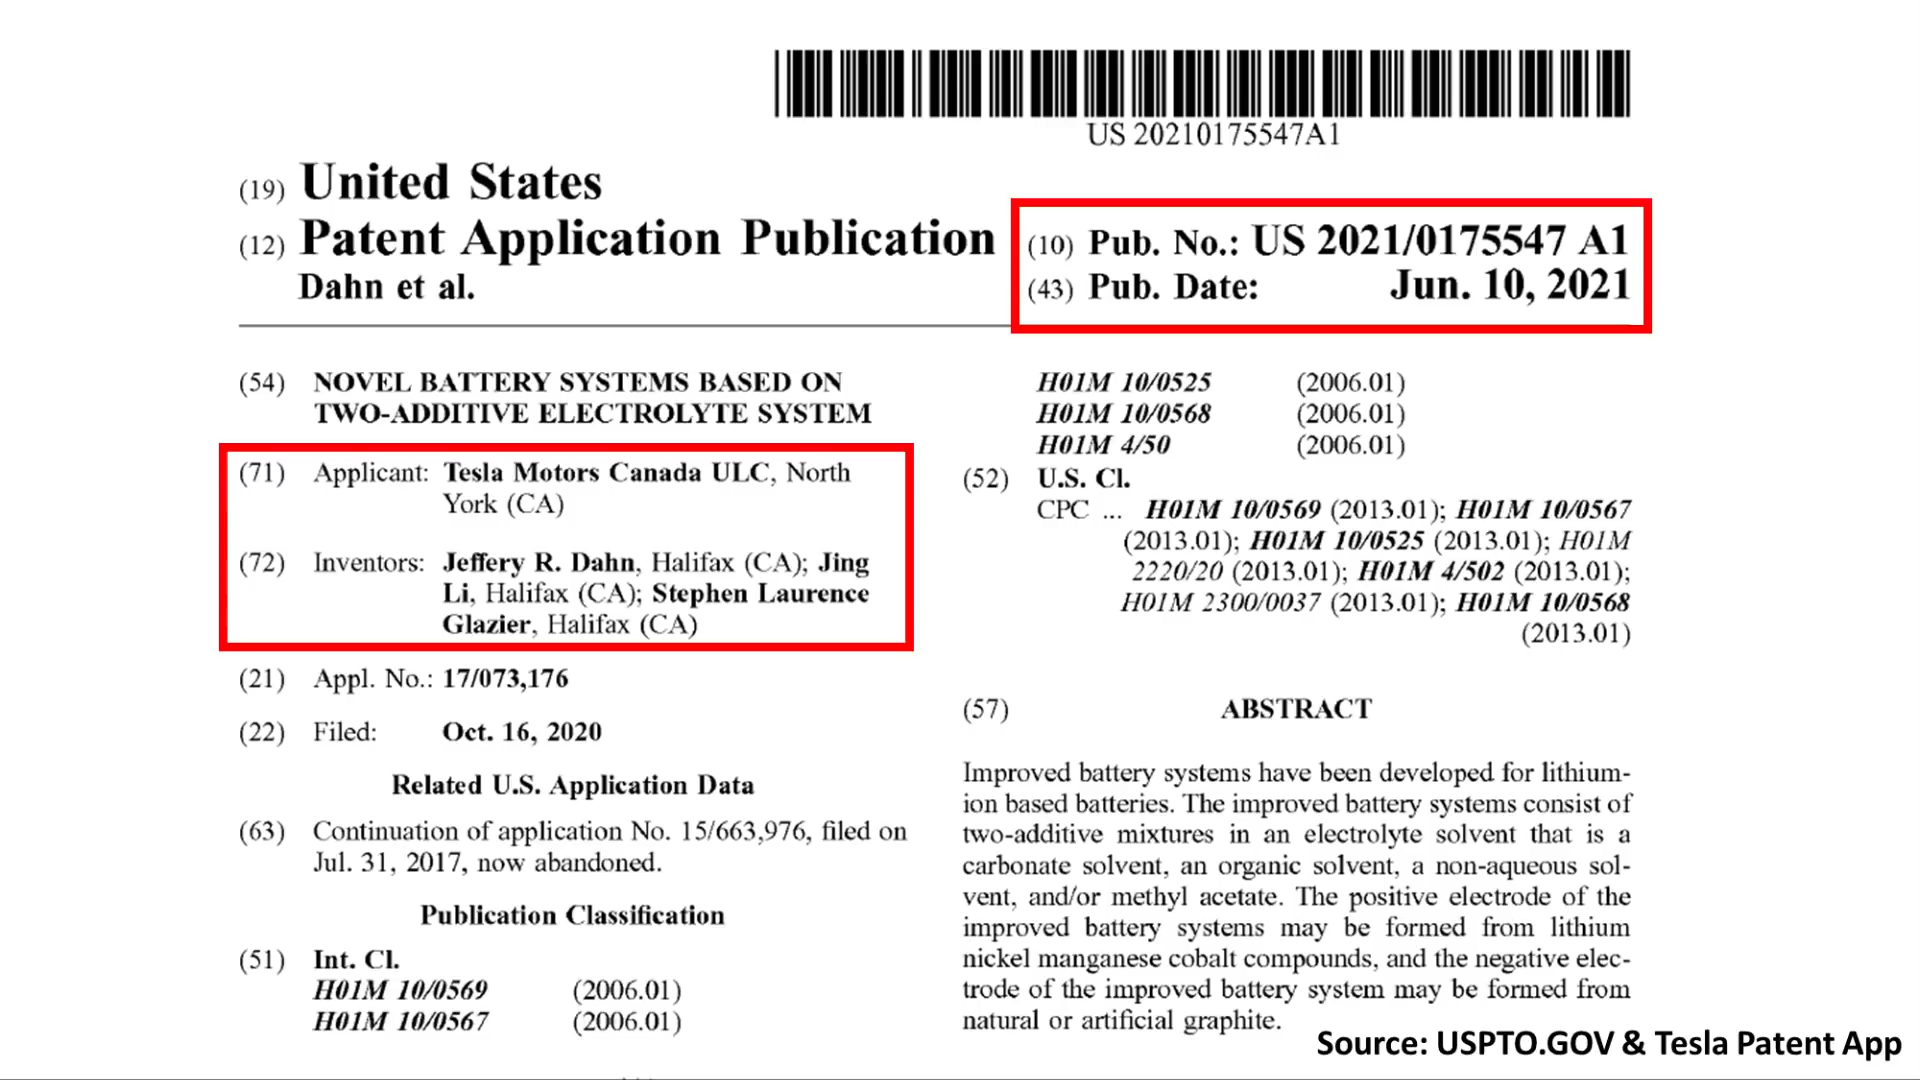 US 20210175547A1
(19) United States
(12) Patent Application Publication
Dahn et al.
(10) Pub. No.: US 2021/0175547 A1
(43) Pub. Date: Jun. 10, 2021
(54) NOVEL BATTERY SYSTEMS BASED ON
TWO-ADDITIVE ELECTROLYTE SYSTEM
(71) Applicant: Tesla Motors Canada ULC, North
York (CA)
(72) Inventors: Jeffery R. Dahn, Halifax (CA); Jing
Li, Halifax (CA); Stephen Laurence
Glazier, Halifax (CA)
(21) Appl. No.: 17/073,176
(22) Filed: Oct. 16, 2020
Related U.S. Application Data
(63) Continuation of application No. 15/663,976, filed on
Jul. 31, 2017, now abandoned.
Publication Classification
(51) Int. Cl.
H01M 10/0569 (2006.01)
H01M 10/0567 (2006.01)
H01M 10/0525 (2006.01)
H01M 10/0568 (2006.01)
H01M 4/50 (2006.01)
(52) U.S. Cl.
CPC ... H01M 10/0569 (2013.01); H01M 10/0567
(2013.01); H01M 10/0525 (2013.01); H01M
2220/20 (2013.01); H01M 4/502 (2013.01);
H01M 2300/0037 (2013.01); H01M 10/0568
(2013.01)
(57) ABSTRACT
Improved battery systems have been developed for lithium-
ion based batteries. The improved battery systems consist of
two-additive mixtures in an electrolyte solvent that is a
carbonate solvent, an organic solvent, a non-aqueous sol-
vent, and/or methyl acetate. The positive electrode of the
improved battery systems may be formed from lithium
nickel manganese cobalt compounds, and the negative elec-
trode of the improved battery system may be formed from
natural or artificial graphite.
Source: USPTO.GOV & Tesla Patent App